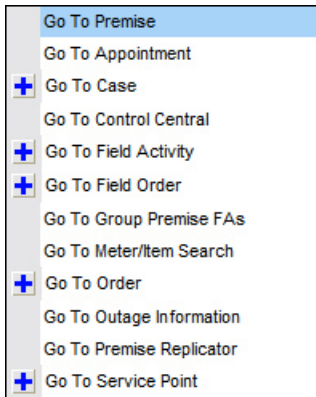 Go To Premise
Go To Appointment
Go To Case
Go To Control Central
Go To Field Activity
Go To Field Order
Go To Group Premise FAs
Go To Meter/Item Search
Go To Order
Go To Outage Information
Go To Premise Replicator
Go To Service Point